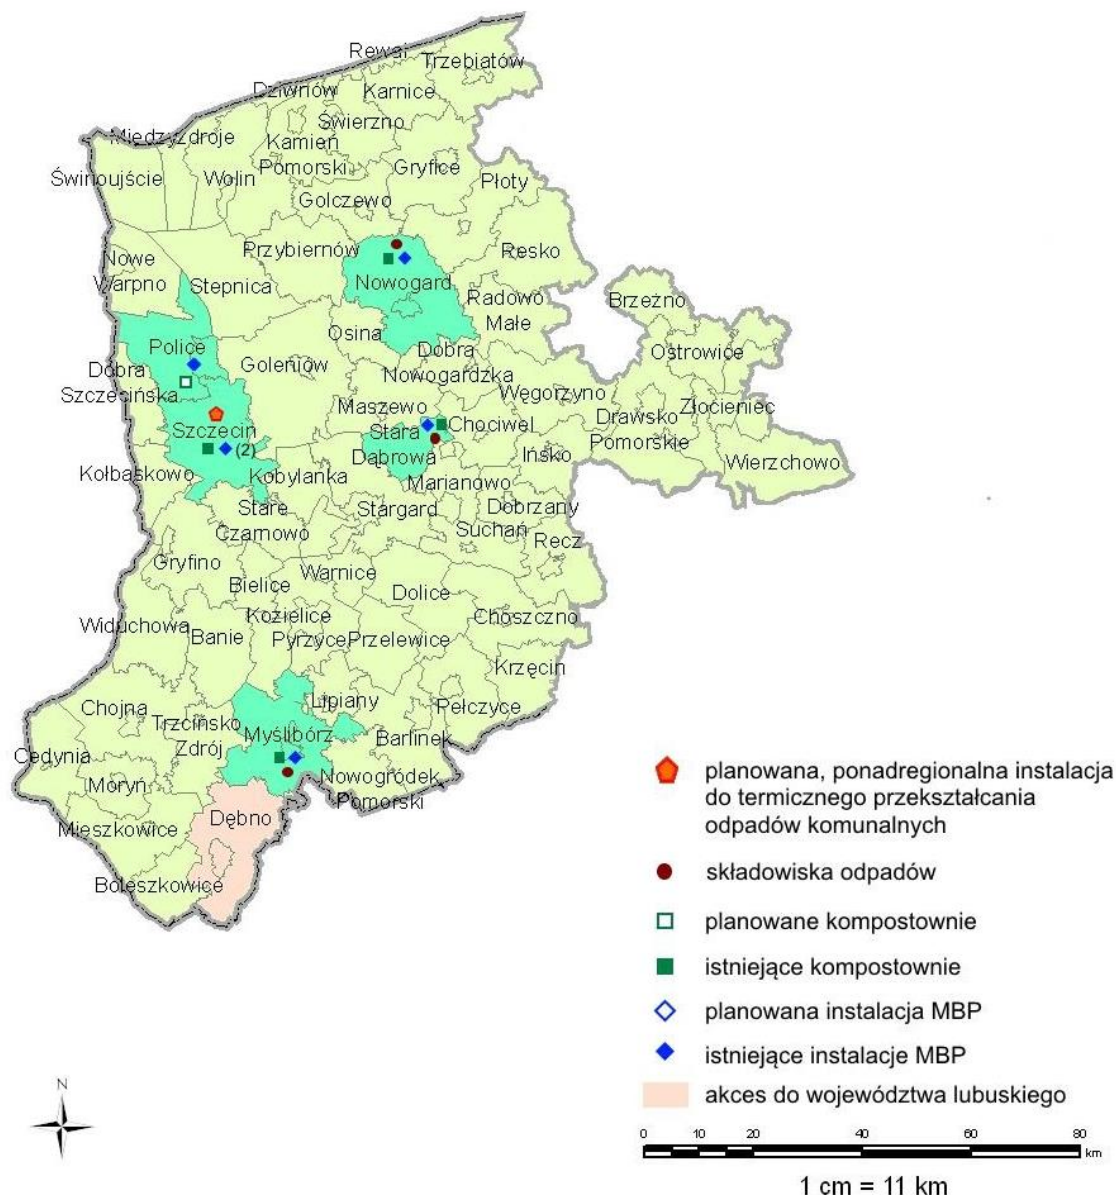 Rewal
Trzebiatów
Dziwnów
Karnice
Świerzno
Międzyzdroje
Kamień
Pomorski
Gryfice
Świnoujście
Wolin
Płoty
Golczewo
Przybiernów
Resko
Nowe
Warpno
Stepnica
Nowogard
Radowo
Małe
Brzeżno
Osina
Police
Dobra
Nowogardzka
Ostrowice
Goleniów
Dobra
Szczecińska
Węgorzyno
Maszewo
Drawsko
Pomorskie
Złocieniec
Szczecin
Stara
Dąbrowa
Chociwel
(2)
Ińsko
Wierzchowo
Kołbaskowo
Kobylanka
Marianowo
Stare
Czarnowo
Stargard
Dobrzany
Suchań
Recz
Gryfino
Warnice
Bielice
Dolice
Kozielice
Choszczno
Widuchowa
Banie
Pyrzyce
Przelewice
Krzęcin
Lipiany
Pełczyce
Chojna
Trzcińsko
Zdrój
Myślibórz
Barlinek
Cedynia
Moryń
Nowogródek
Pomorski
Mieszkowice
Dębno
Boleszkowice
planowana, ponadregionalna instalacja
do termicznego przekształcania
odpadów komunalnych
składowiska odpadów
planowane kompostownie
istniejące kompostownie
planowana instalacja MBP
istniejące instalacje MBP
akces do województwa lubuskiego
N
0 10 20 40 60 80
km
1 cm = 11 km